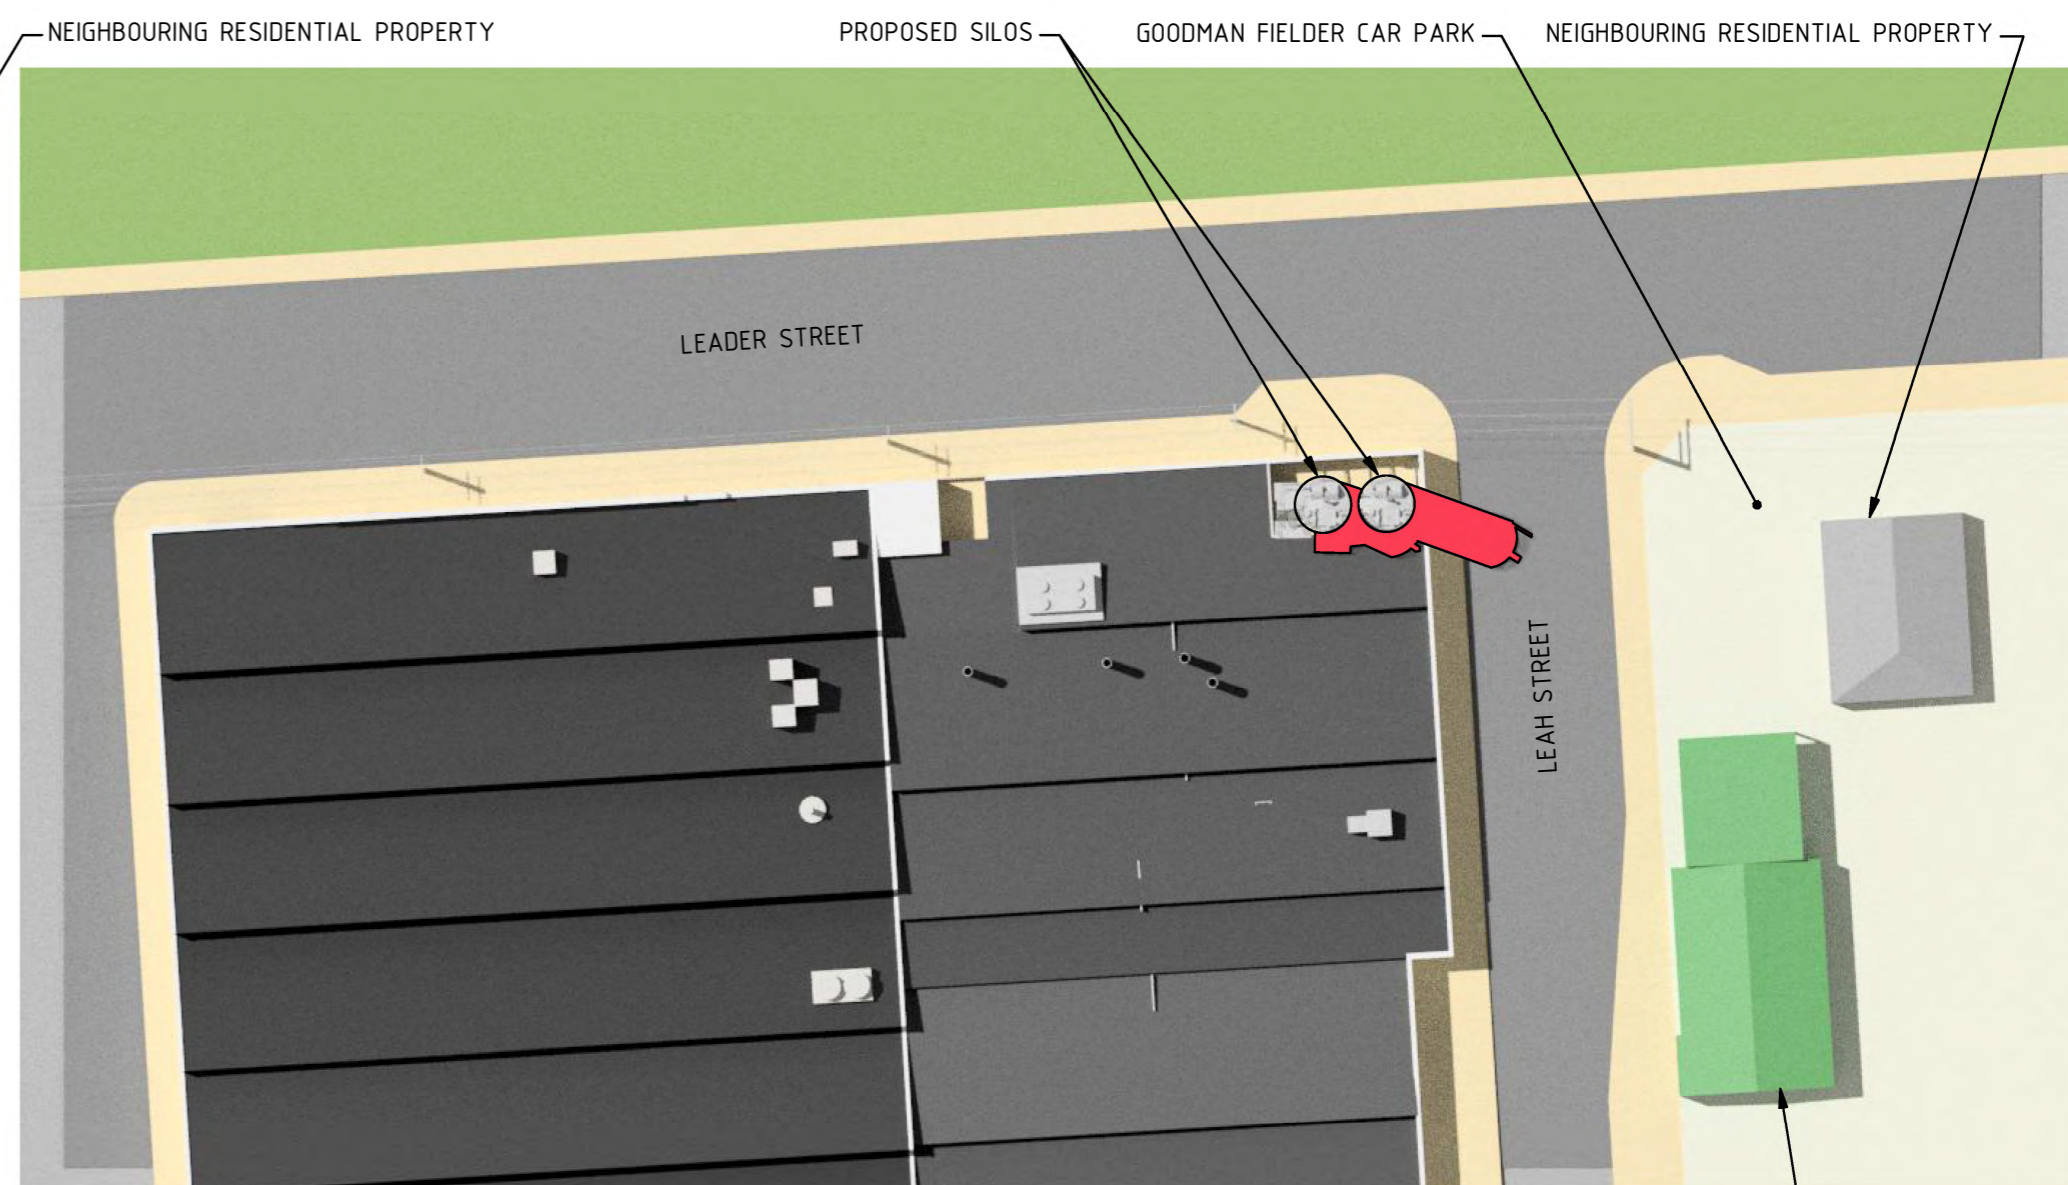 NEIGHBOURING RESIDENTIAL PROPERTY
PROPOSED SILOS
GOODMAN FIELDER CAR PARK
NEIGHBOURING RESIDENTIAL PROPERTY
LEADER STREET
LEAH STREET